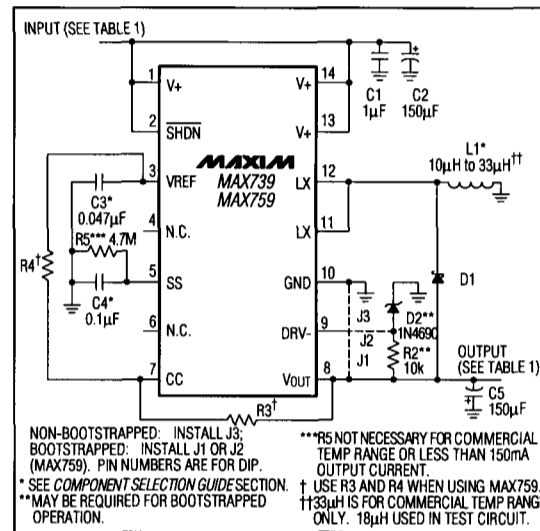 INPUT (SEE TABLE 1)
1
V+
14
V+
C1
1µF
C2
150µF
2
SHDN
13
V+
MAXIM
MAX739
MAX759
L1*
10µH to 33µH††
3
VREF
12
LX
C3*
0.047µF
4
N.C.
11
LX
R5*** 4.7M
R4†
5
SS
10
GND
D1
C4*
0.1µF
J3
D2**
1N4690
6
N.C.
9
DRV-
J2
R2**
10k
J1
OUTPUT
(SEE TABLE 1)
7
CC
8
VOUT
C5
150µF
R3†
NON-BOOTSTRAPPED: INSTALL J3;
BOOTSTRAPPED: INSTALL J1 OR J2
(MAX759). PIN NUMBERS ARE FOR DIP.
* SEE COMPONENT SELECTION GUIDE SECTION.
**MAY BE REQUIRED FOR BOOTSTRAPPED
OPERATION.
***R5 NOT NECESSARY FOR COMMERCIAL
TEMP RANGE OR LESS THAN 150mA
OUTPUT CURRENT.
† USE R3 AND R4 WHEN USING MAX759.
††33µH IS FOR COMMERCIAL TEMP RANGE
ONLY. 18µH USED IN TEST CIRCUIT.